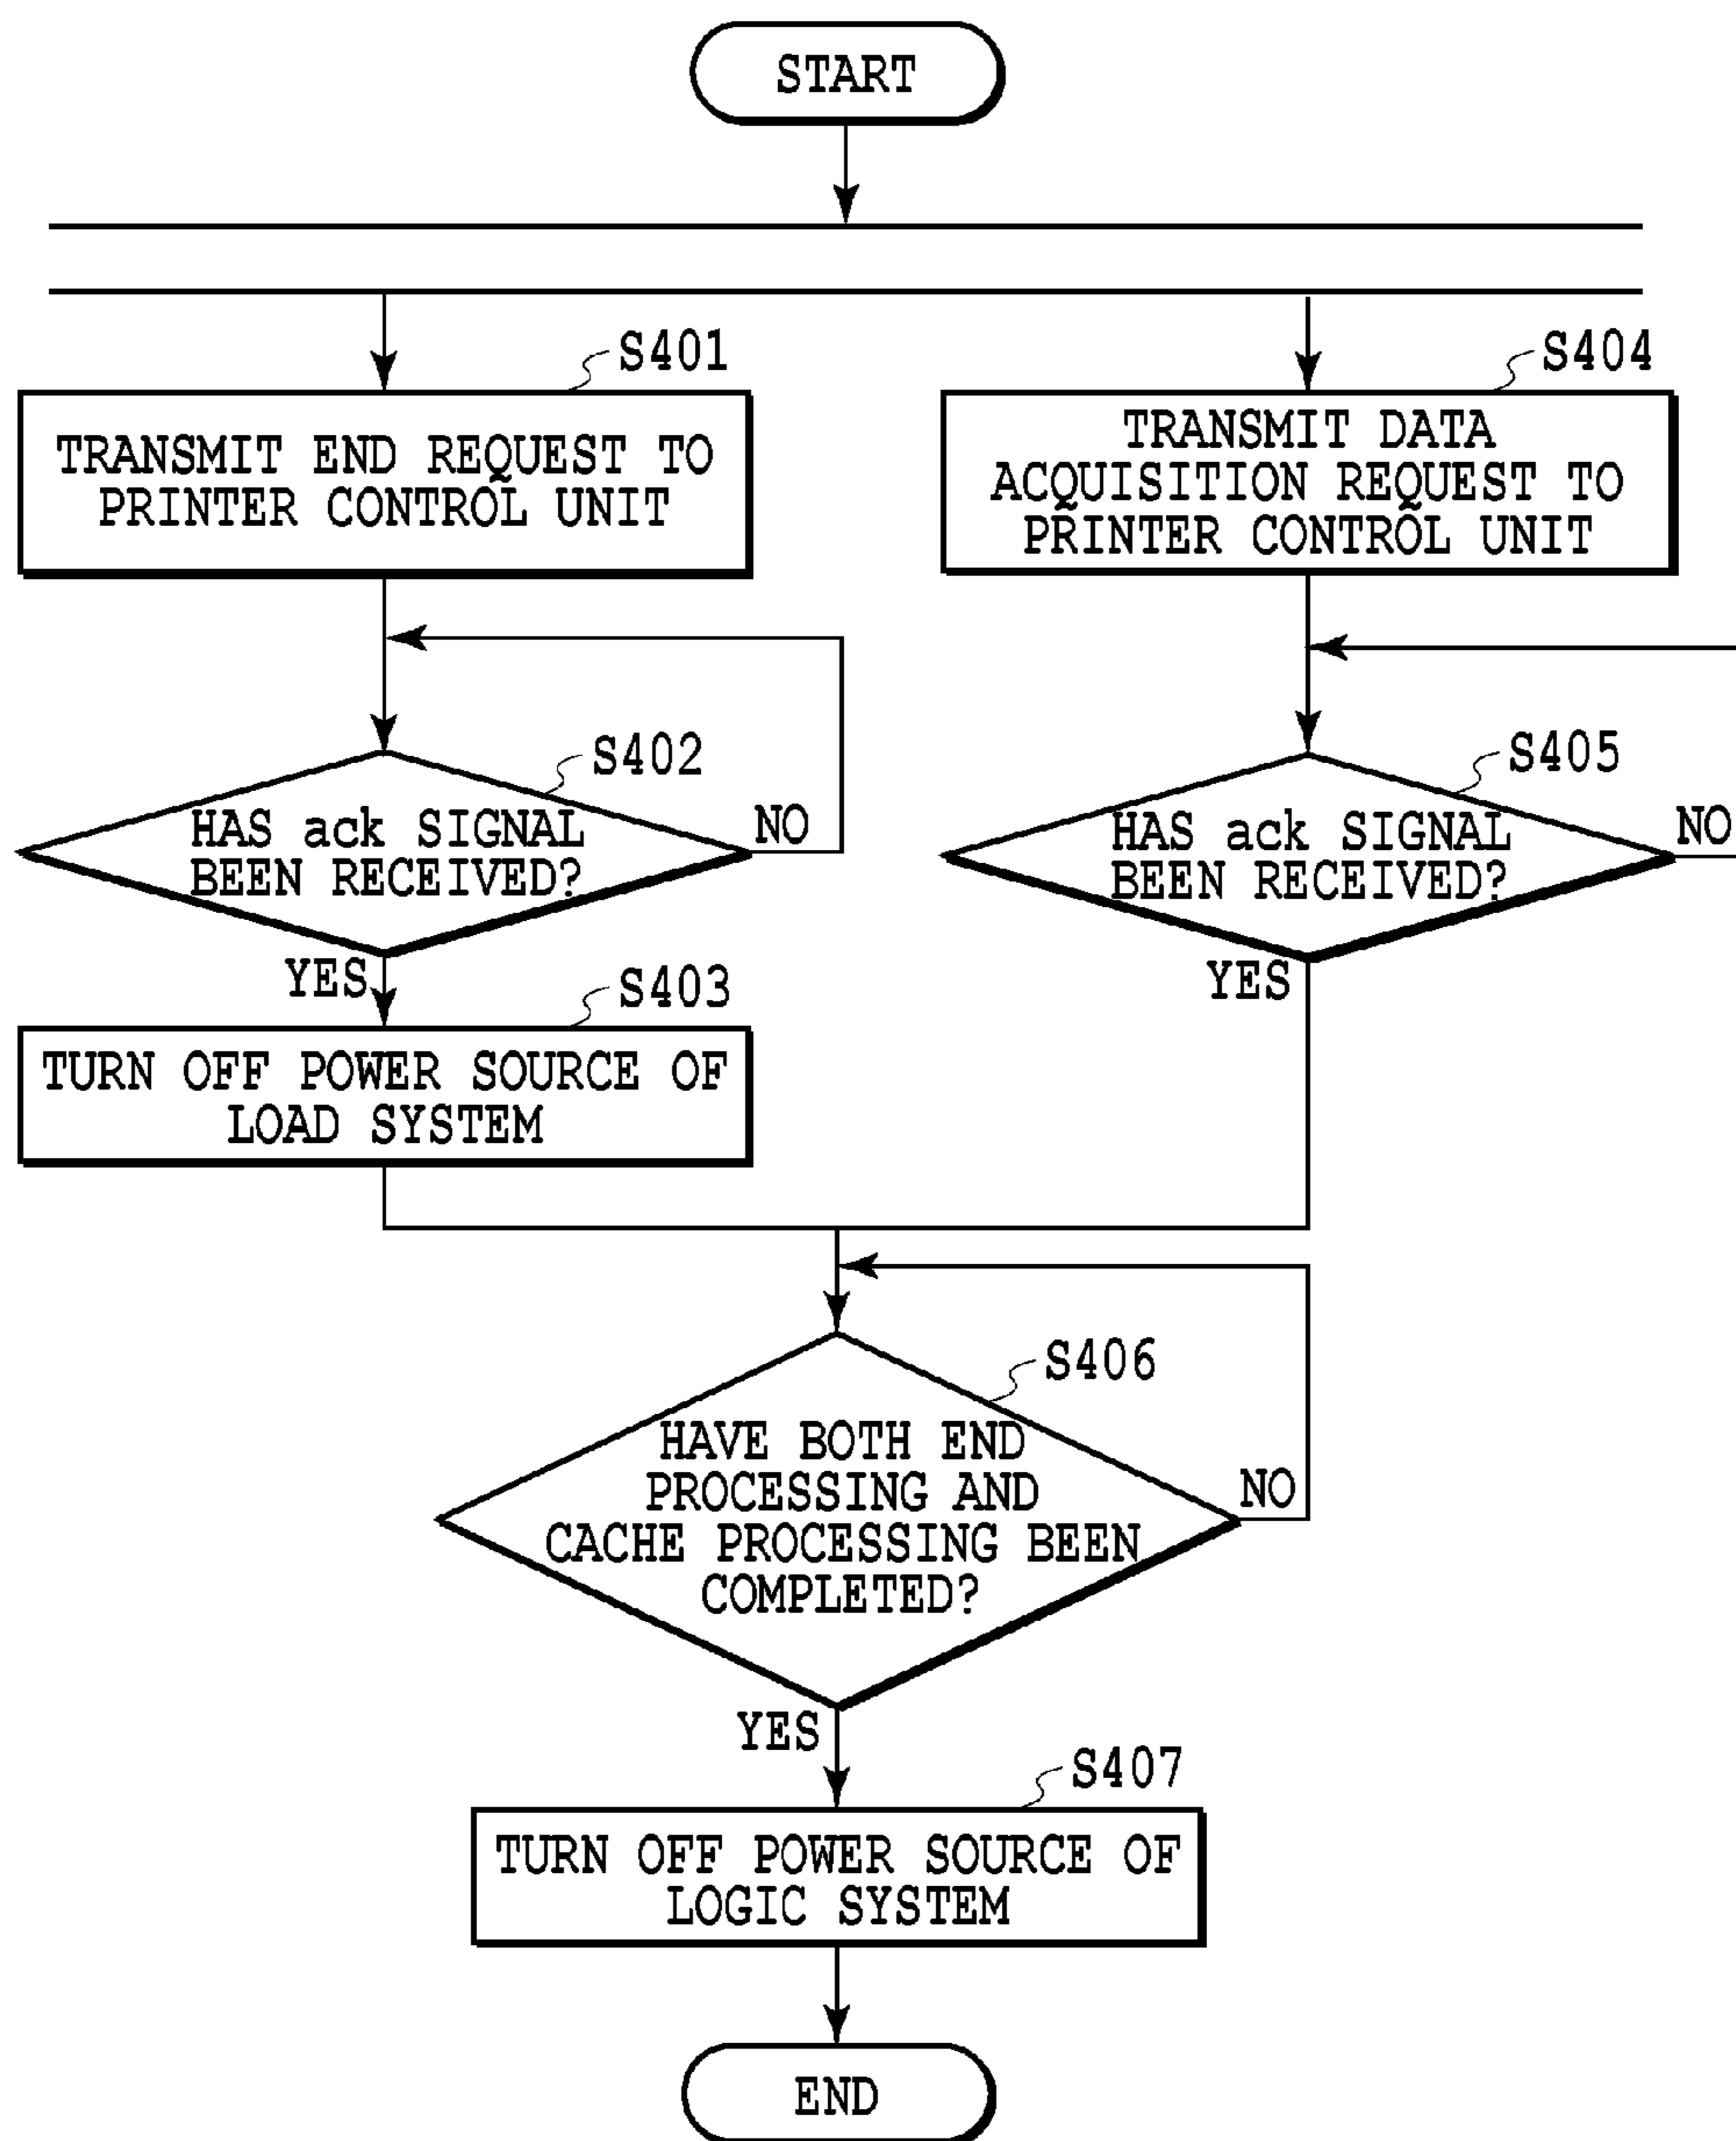 START
S401
TRANSMIT END REQUEST TO
PRINTER CONTROL UNIT
S402
HAS ack SIGNAL
BEEN RECEIVED?
NO
YES
S403
TURN OFF POWER SOURCE OF
LOAD SYSTEM
S404
TRANSMIT DATA
ACQUISITION REQUEST TO
PRINTER CONTROL UNIT
S405
HAS ack SIGNAL
BEEN RECEIVED?
NO
YES
S406
HAVE BOTH END
PROCESSING AND
CACHE PROCESSING BEEN
COMPLETED?
NO
YES
S407
TURN OFF POWER SOURCE OF
LOGIC SYSTEM
END